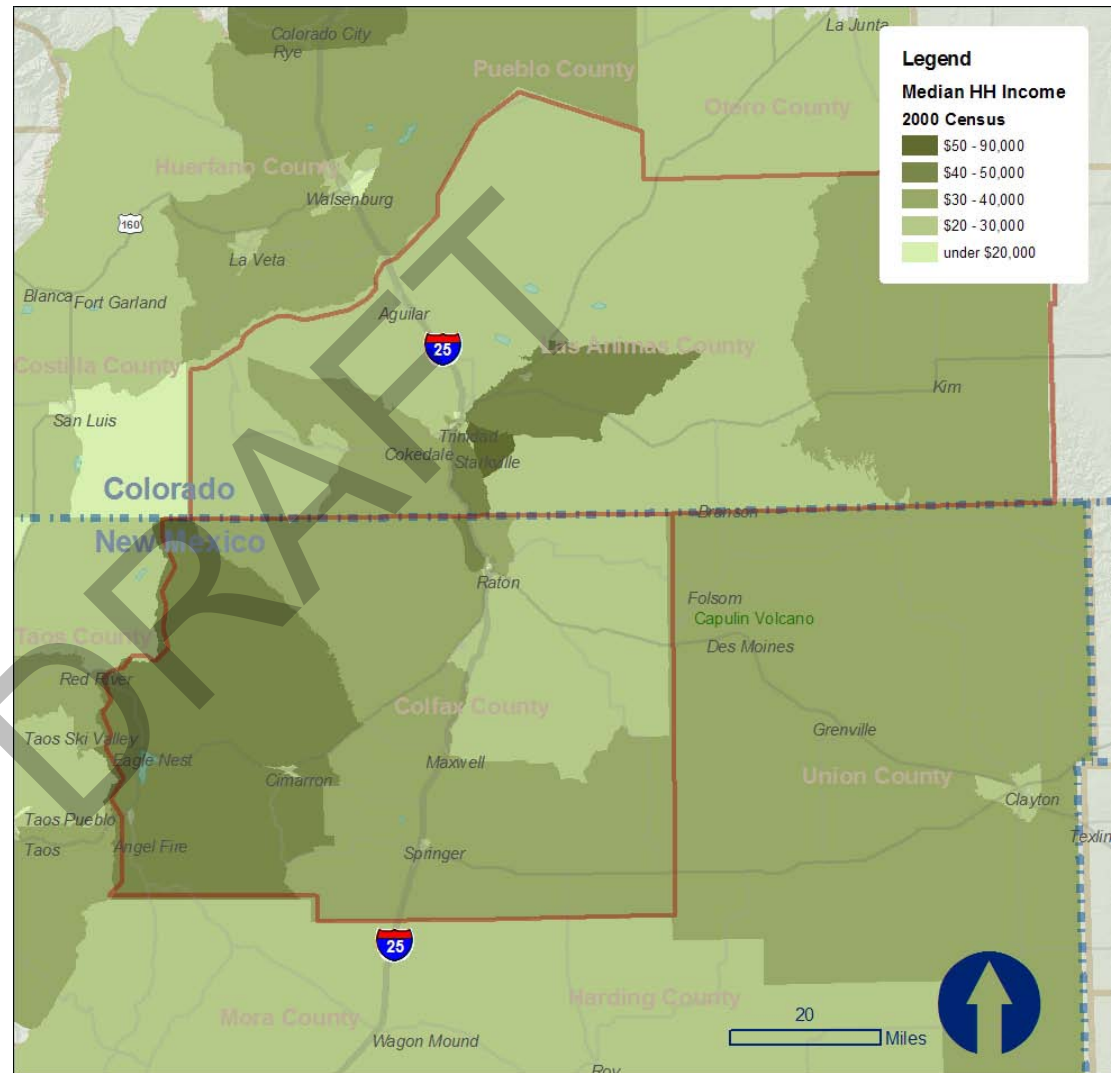 Colorado City
Rye
La Junta
Pueblo County
Otero County
Legend
Median HH Income
2000 Census
$50 - 90,000
$40 - 50,000
$30 - 40,000
$20 - 30,000
under $20,000
Huerfano County
Walsenburg
160
La Veta
Blanca
Fort Garland
Aguilar
25
Las Animas County
Costilla County
Kim
San Luis
Trinidad
Cokedale
Starkville
Colorado
New Mexico
Branson
Raton
Folsom
Capulin Volcano
Des Moines
Taos County
Red River
Colfax County
Taos Ski Valley
Eagle Nest
Grenville
Maxwell
Cimarron
Union County
Clayton
Taos Pueblo
Taos
Angel Fire
Springer
Texlin
25
Harding County
Mora County
20
Miles
Wagon Mound
Roy
DRAFT